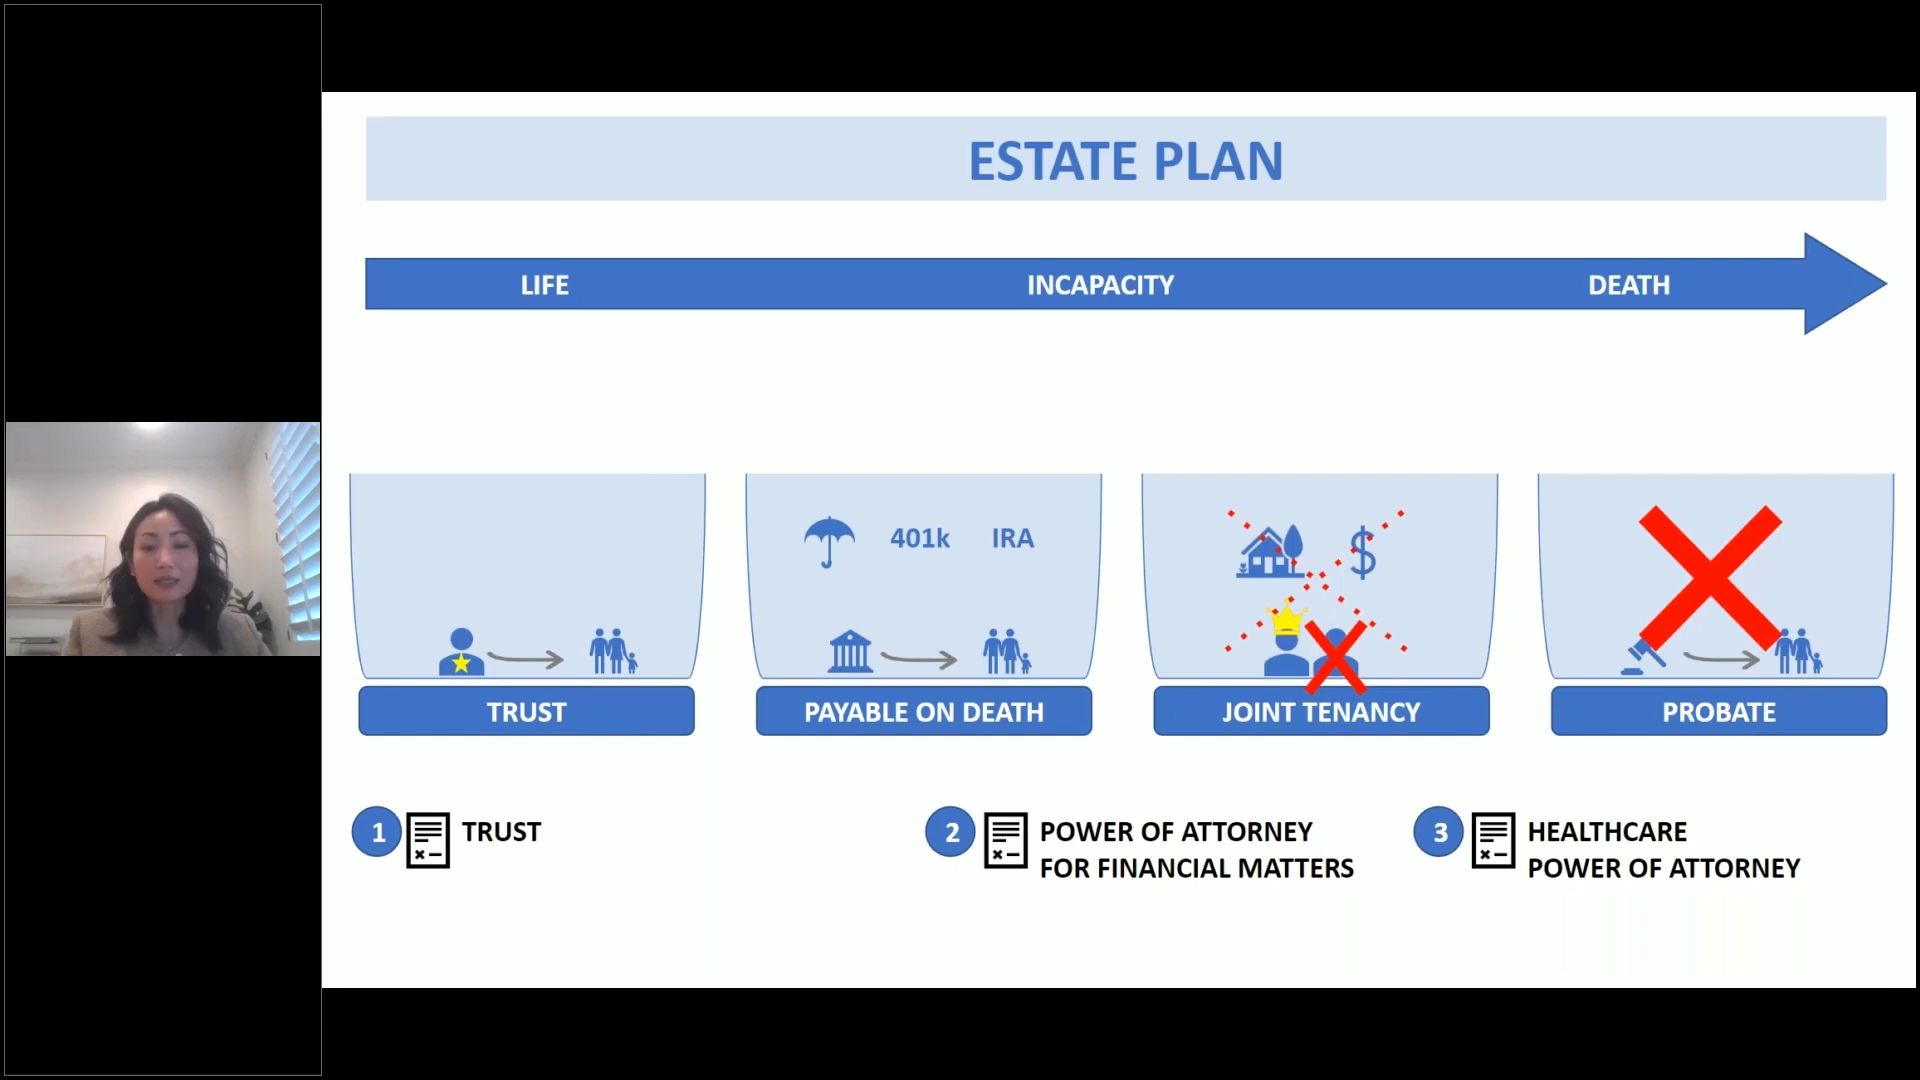 ESTATE PLAN
LIFE
INCAPACITY
DEATH
401k
IRA
$
TRUST
PAYABLE ON DEATH
JOINT TENANCY
PROBATE
1
TRUST
2
POWER OF ATTORNEY
FOR FINANCIAL MATTERS
3
HEALTHCARE
POWER OF ATTORNEY